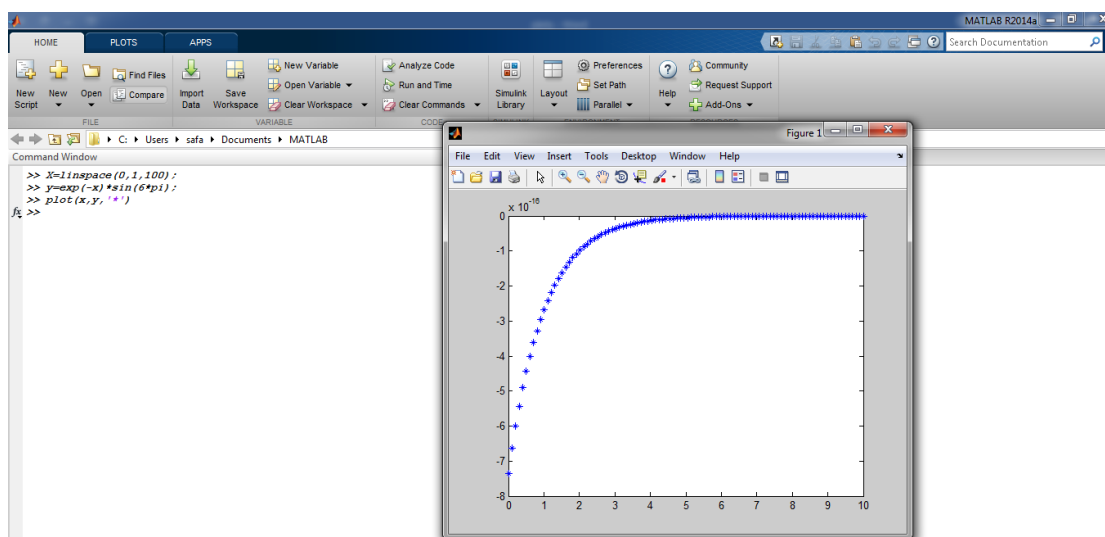 MATLAB R2014a
HOME PLOTS APPS
Search Documentation
New Script
New
Open
Find Files
Compare
Import Data
Save Workspace
New Variable
Open Variable
Clear Workspace
Analyze Code
Run and Time
Clear Commands
Simulink Library
Layout
Preferences
Set Path
Parallel
Help
Community
Request Support
Add-Ons
FILE
VARIABLE
CODE
C: Users safa Documents MATLAB
Command Window
>> X=linspace(0,1,100);
>> y=exp(-x)*sin(6*pi);
>> plot(x,y,'*')
fx >>
Figure 1
File Edit View Insert Tools Desktop Window Help
x 10^-16
0
-1
-2
-3
-4
-5
-6
-7
-8
0 1 2 3 4 5 6 7 8 9 10